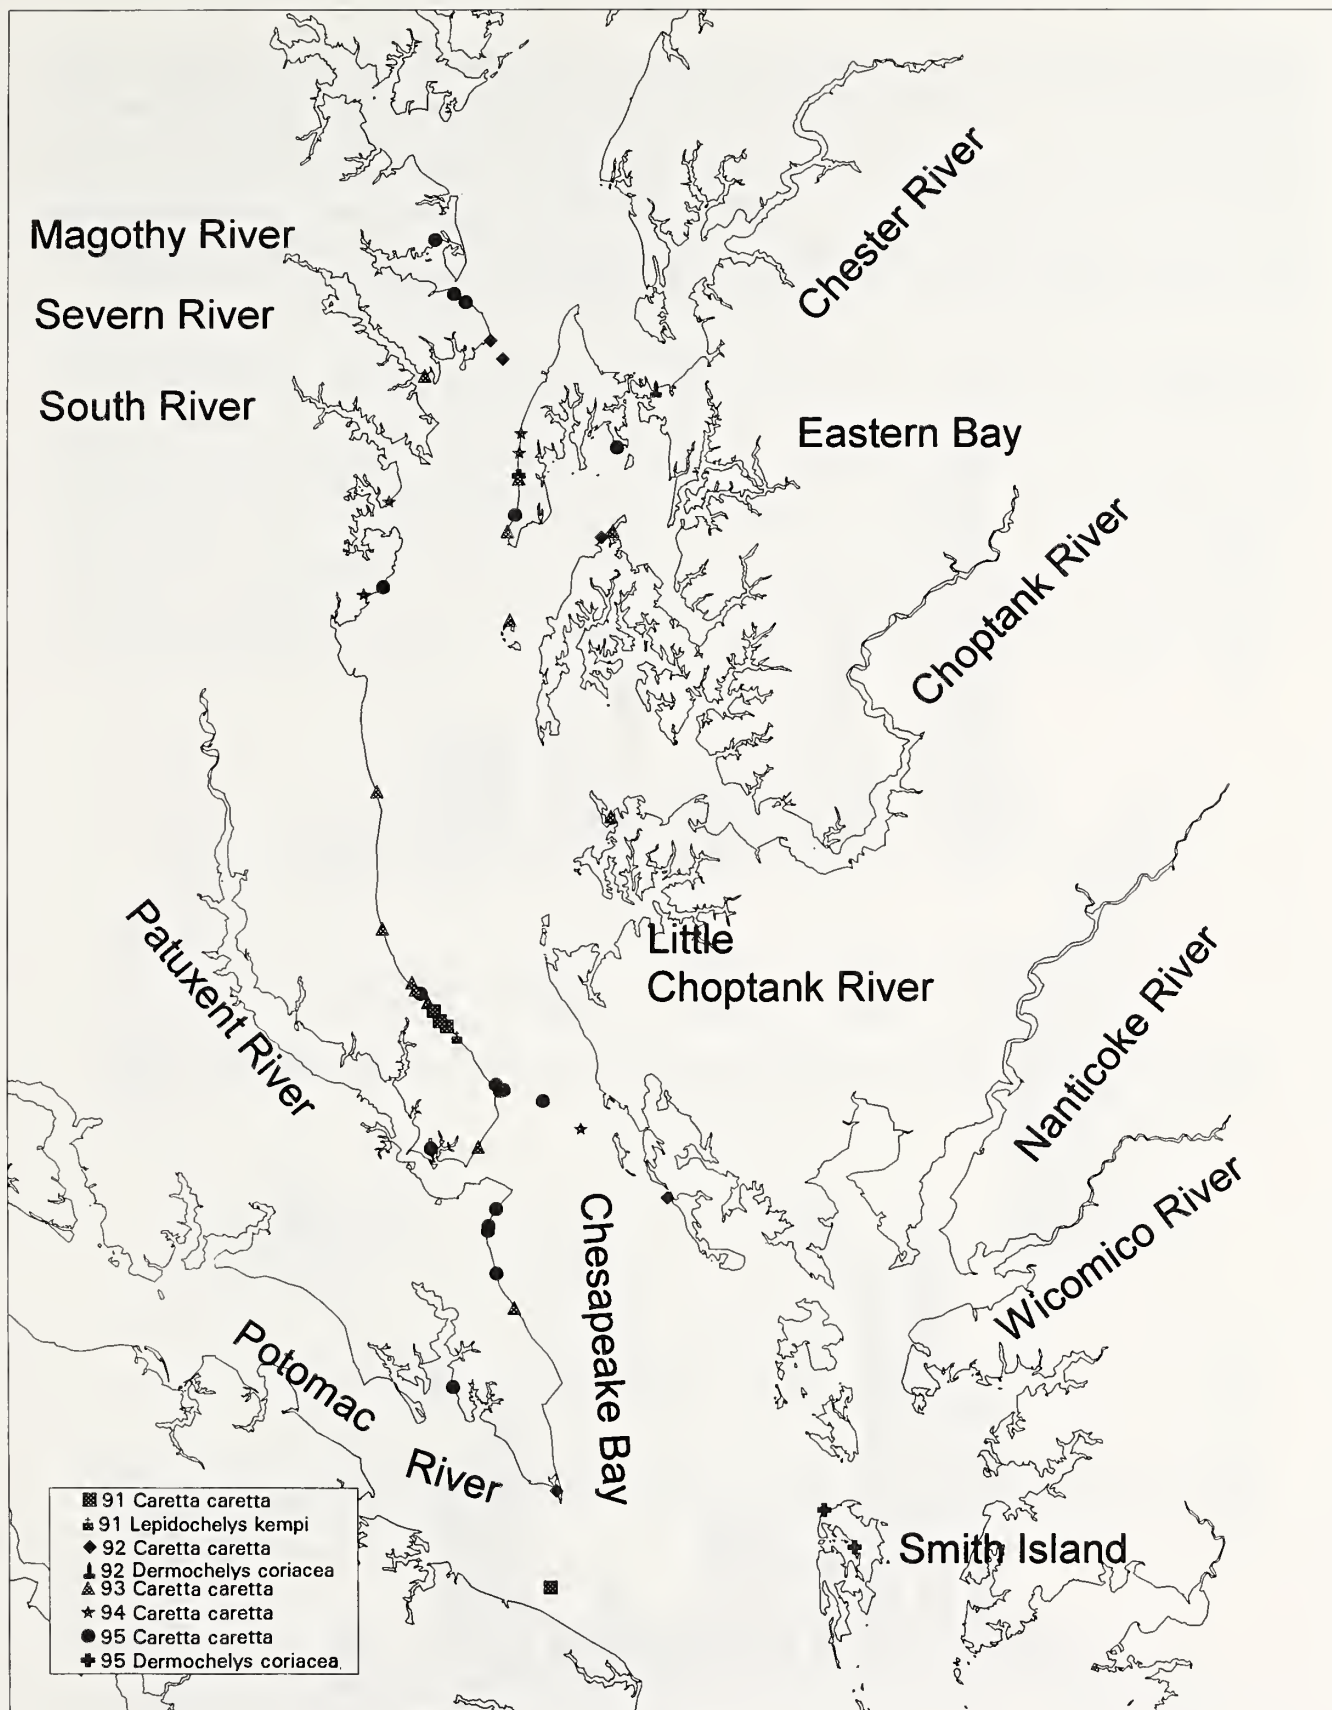 Magothy River
Severn River
South River
Chester River
Eastern Bay
Choptank River
Patuxent River
Little
Choptank River
Nanticoke River
Wicomico River
Chesapeake Bay
Potomac
River
Smith Island
91 Caretta caretta
91 Lepidochelys kempi
92 Caretta caretta
92 Dermochelys coriacea
93 Caretta caretta
94 Caretta caretta
95 Caretta caretta
95 Dermochelys coriacea